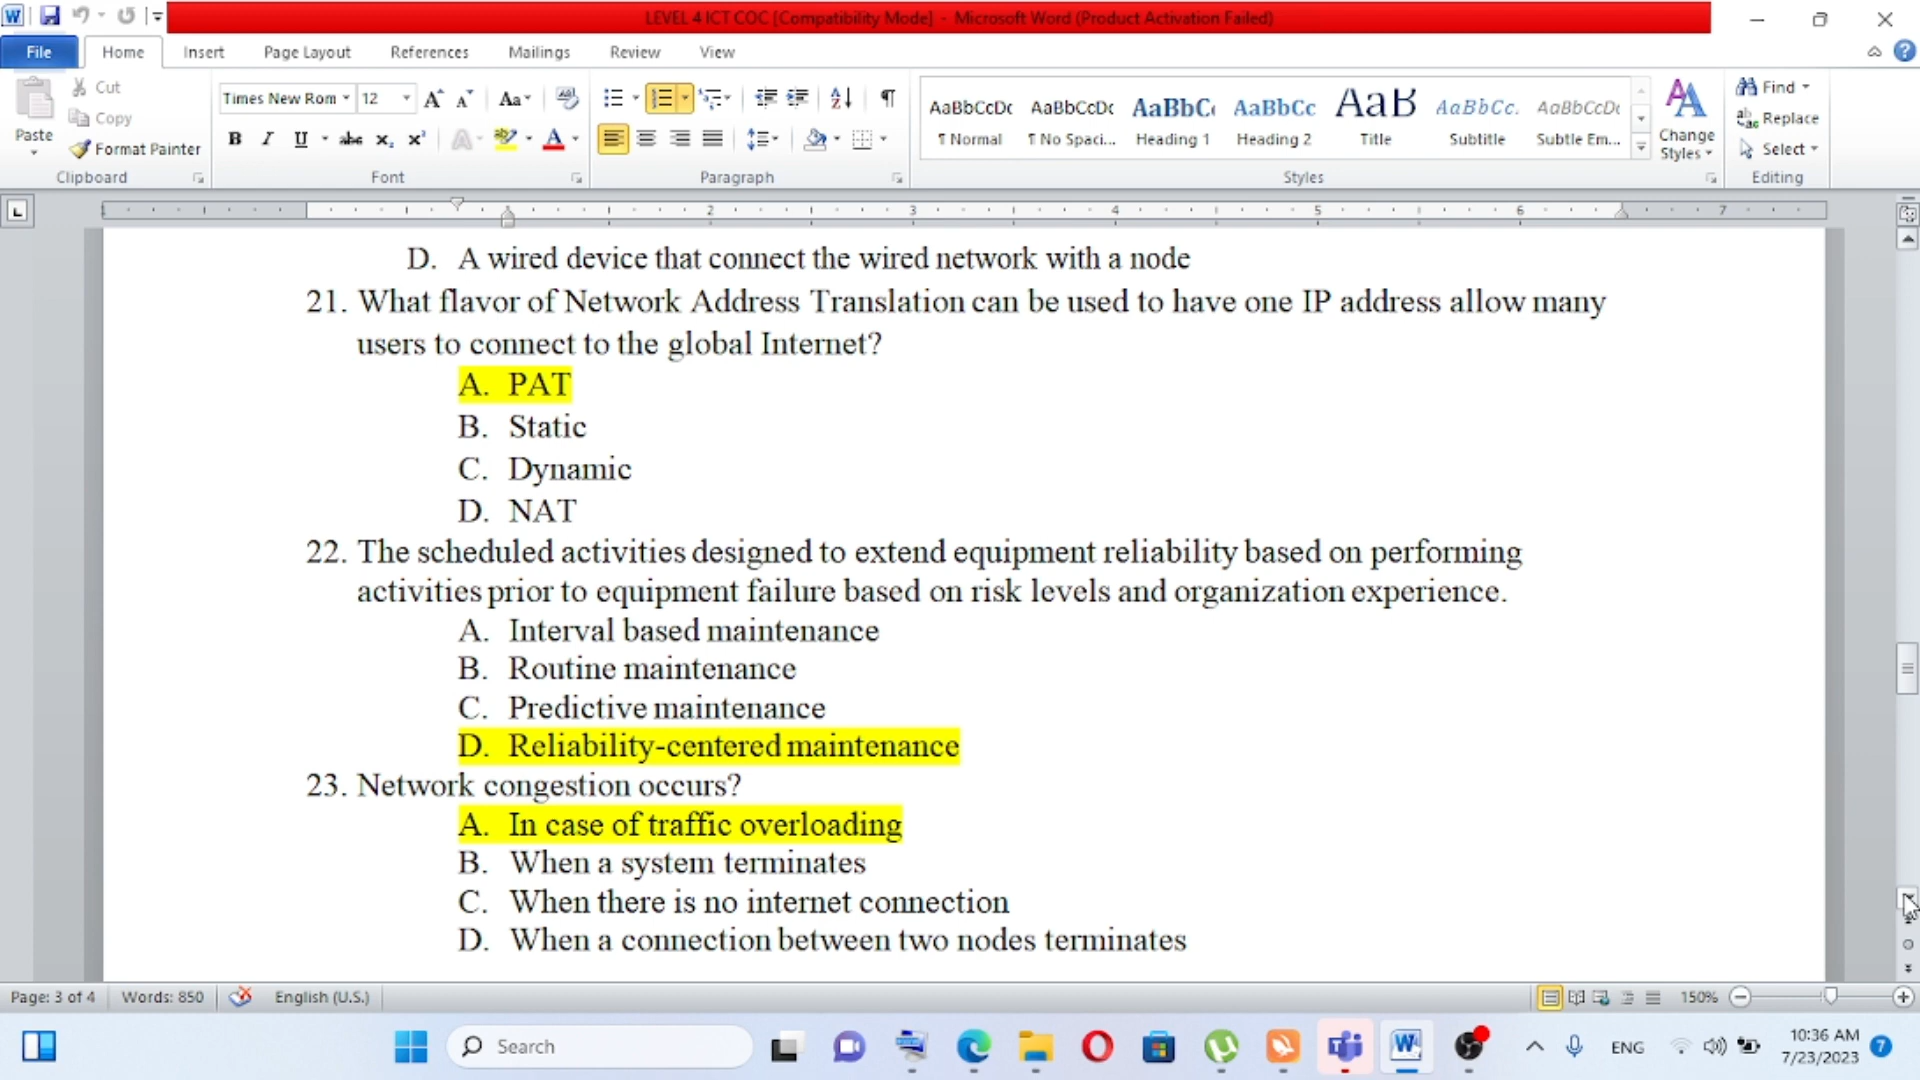 LEVEL 4 ICT COC [Compatibility Mode] - Microsoft Word (Product Activation Failed)
File Home Insert Page Layout References Mailings Review View
Cut
Copy
Format Painter
Paste
Clipboard
Times New Rom 12
Font
Paragraph
AaBbCcDc AaBbCcDc AaBbC AaBbCc AaB AaBbCc. AaBbCcDc
¶ Normal ¶ No Spaci... Heading 1 Heading 2 Title Subtitle Subtle Em...
Change Styles
Styles
Find
Replace
Select
Editing
2 3 4 5 6 7
D. A wired device that connect the wired network with a node
21. What flavor of Network Address Translation can be used to have one IP address allow many
users to connect to the global Internet?
A. PAT
B. Static
C. Dynamic
D. NAT
22. The scheduled activities designed to extend equipment reliability based on performing
activities prior to equipment failure based on risk levels and organization experience.
A. Interval based maintenance
B. Routine maintenance
C. Predictive maintenance
D. Reliability-centered maintenance
23. Network congestion occurs?
A. In case of traffic overloading
B. When a system terminates
C. When there is no internet connection
D. When a connection between two nodes terminates
Page: 3 of 4 Words: 850 English (U.S.) 150%
Search
ENG
10:36 AM
7/23/2023
7